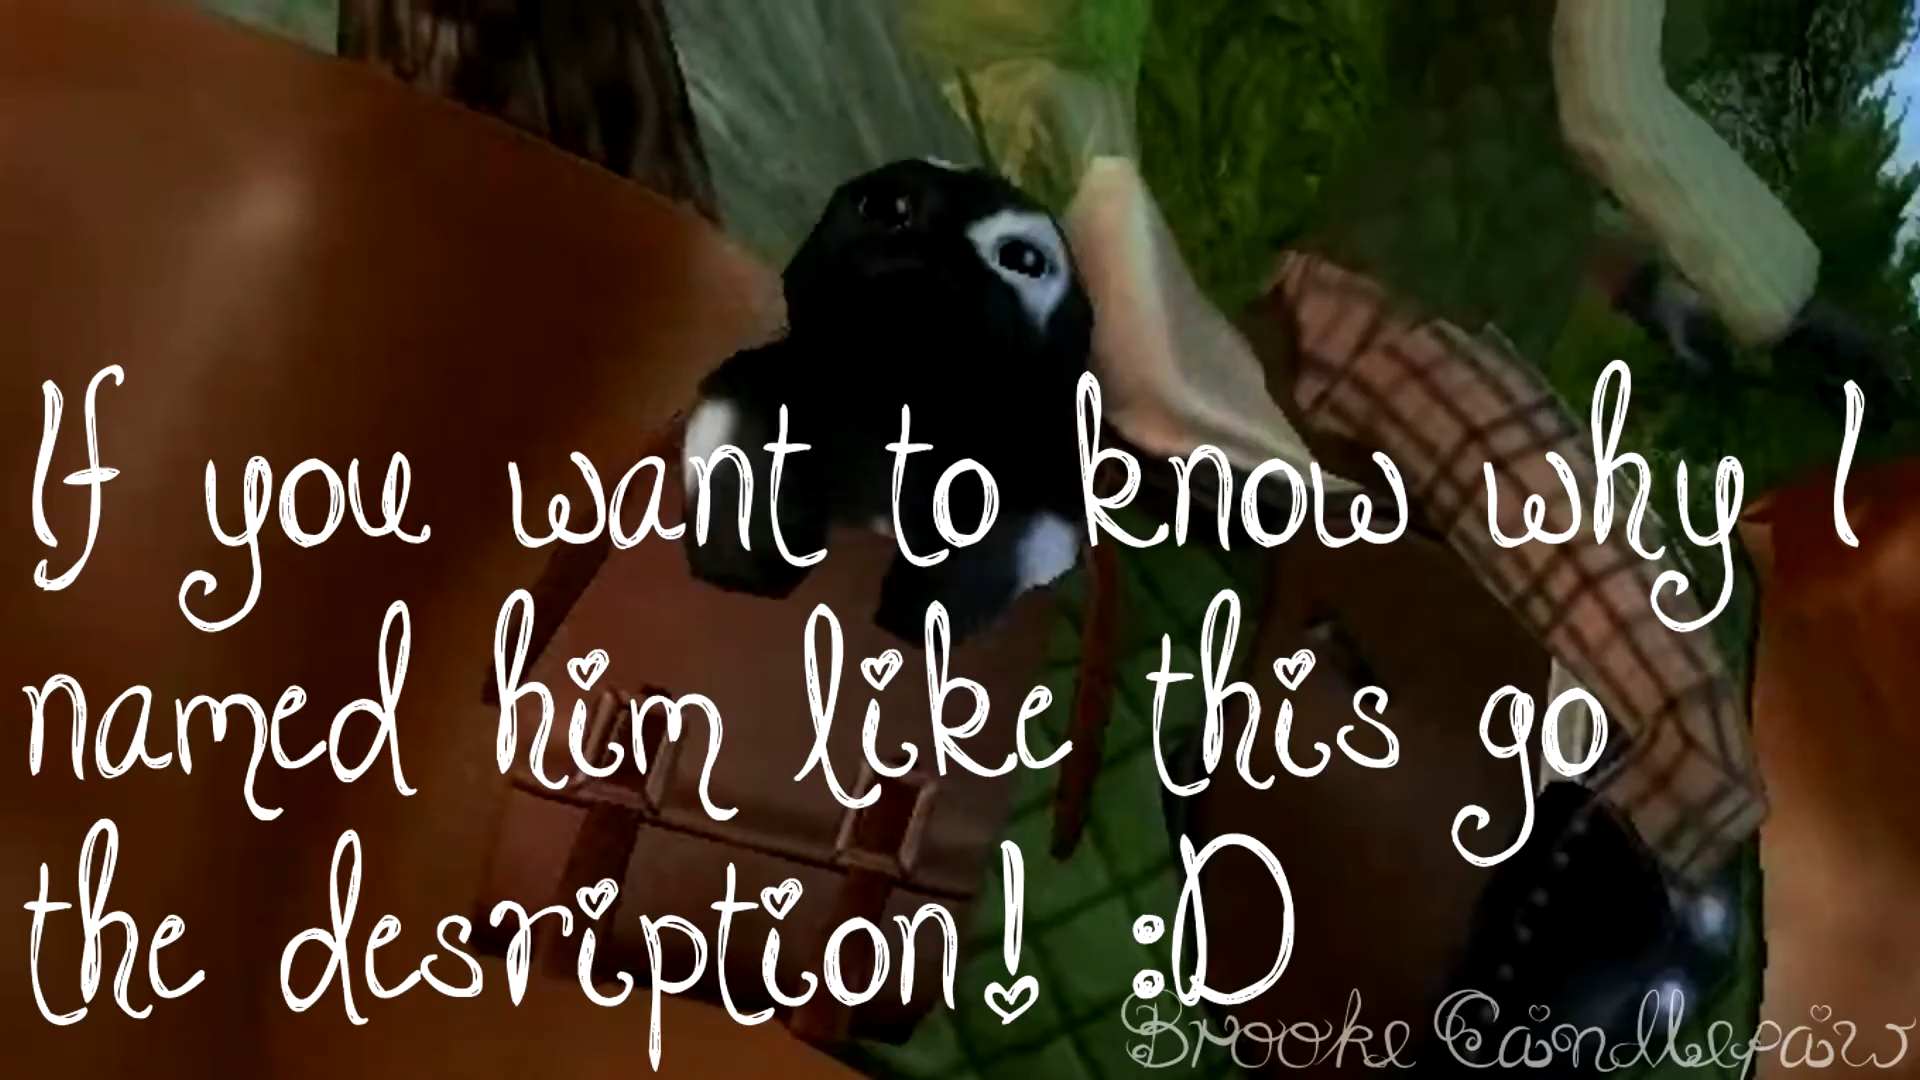 If you want to know why I
named him like this go
the desription! :D
Brooke Candlepaw